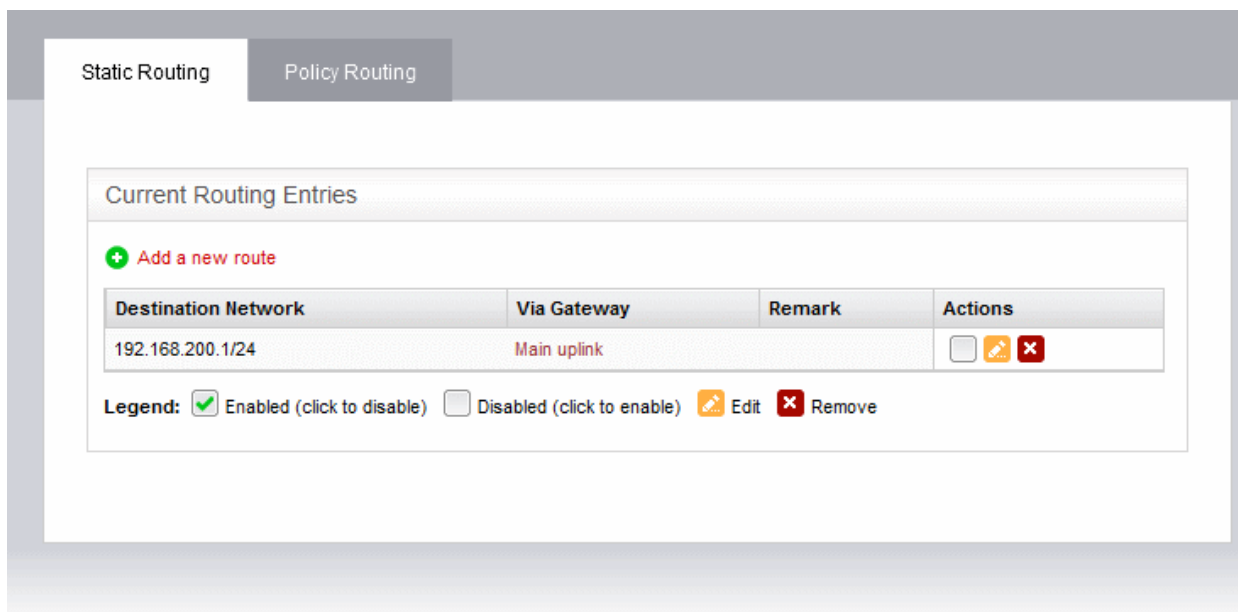 Static Routing Policy Routing
Current Routing Entries
Add a new route
Destination Network Via Gateway Remark Actions
192.168.200.1/24 Main uplink
Legend: Enabled (click to disable) Disabled (click to enable) Edit Remove